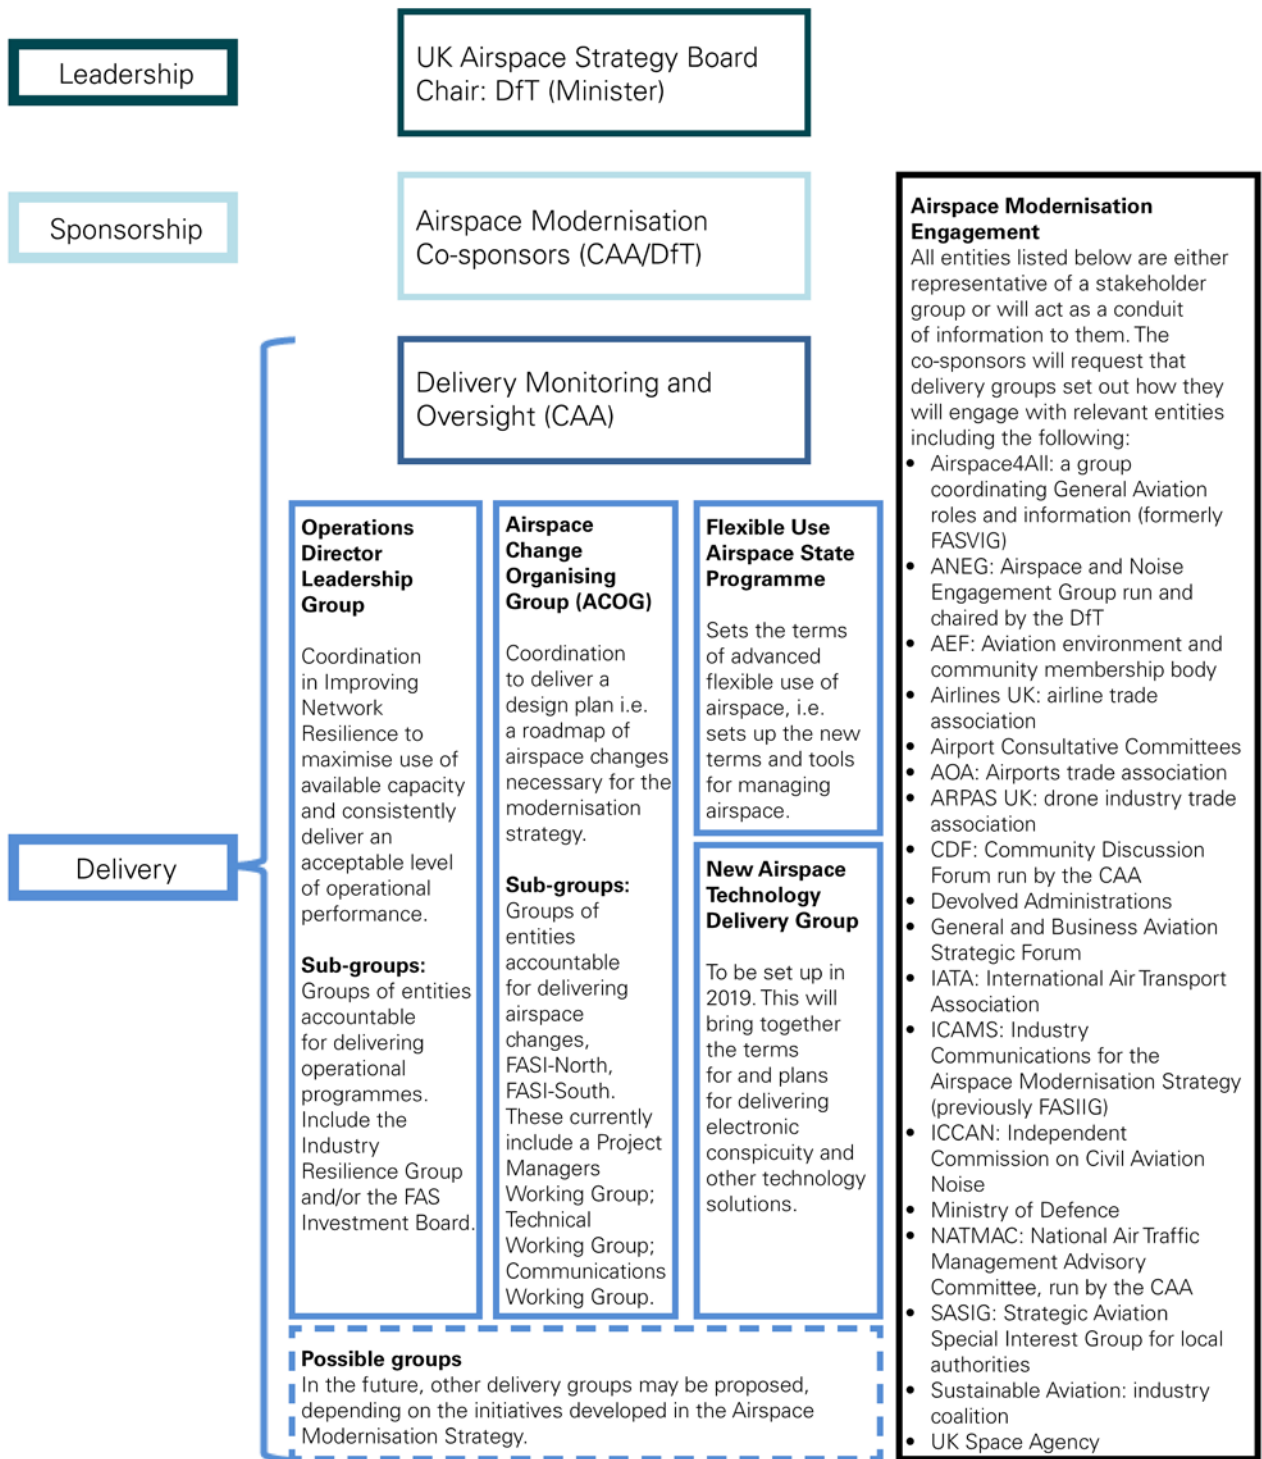 Leadership
UK Airspace Strategy Board
Chair: DfT (Minister)
Sponsorship
Airspace Modernisation
Co-sponsors (CAA/DfT)
Delivery
Delivery Monitoring and
Oversight (CAA)
Operations
Director
Leadership
Group
Coordination
in Improving
Network
Resilience to
maximise use of
available capacity
and consistently
deliver an
acceptable level
of operational
performance.
Sub-groups:
Groups of entities
accountable
for delivering
operational
programmes.
Include the
Industry
Resilience Group
and/or the FAS
Investment Board.
Airspace
Change
Organising
Group (ACOG)
Coordination
to deliver a
design plan i.e.
a roadmap of
airspace changes
necessary for the
modernisation
strategy.
Sub-groups:
Groups of
entities
accountable
for delivering
airspace
changes,
FASI-North,
FASI-South.
These currently
include a Project
Managers
Working Group;
Technical
Working Group;
Communications
Working Group.
Flexible Use
Airspace State
Programme
Sets the terms
of advanced
flexible use of
airspace, i.e.
sets up the new
terms and tools
for managing
airspace.
New Airspace
Technology
Delivery Group
To be set up in
2019. This will
bring together
the terms
for and plans
for delivering
electronic
conspicuity and
other technology
solutions.
Possible groups
In the future, other delivery groups may be proposed,
depending on the initiatives developed in the Airspace
Modernisation Strategy.
Airspace Modernisation
Engagement
All entities listed below are either
representative of a stakeholder
group or will act as a conduit
of information to them. The
co-sponsors will request that
delivery groups set out how they
will engage with relevant entities
including the following:
• Airspace4All: a group
coordinating General Aviation
roles and information (formerly
FASVIG)
• ANEG: Airspace and Noise
Engagement Group run and
chaired by the DfT
• AEF: Aviation environment and
community membership body
• Airlines UK: airline trade
association
• Airport Consultative Committees
• AOA: Airports trade association
• ARPAS UK: drone industry trade
association
• CDF: Community Discussion
Forum run by the CAA
• Devolved Administrations
• General and Business Aviation
Strategic Forum
• IATA: International Air Transport
Association
• ICAMS: Industry
Communications for the
Airspace Modernisation Strategy
(previously FASIIG)
• ICCAN: Independent
Commission on Civil Aviation
Noise
• Ministry of Defence
• NATMAC: National Air Traffic
Management Advisory
Committee, run by the CAA
• SASIG: Strategic Aviation
Special Interest Group for local
authorities
• Sustainable Aviation: industry
coalition
• UK Space Agency